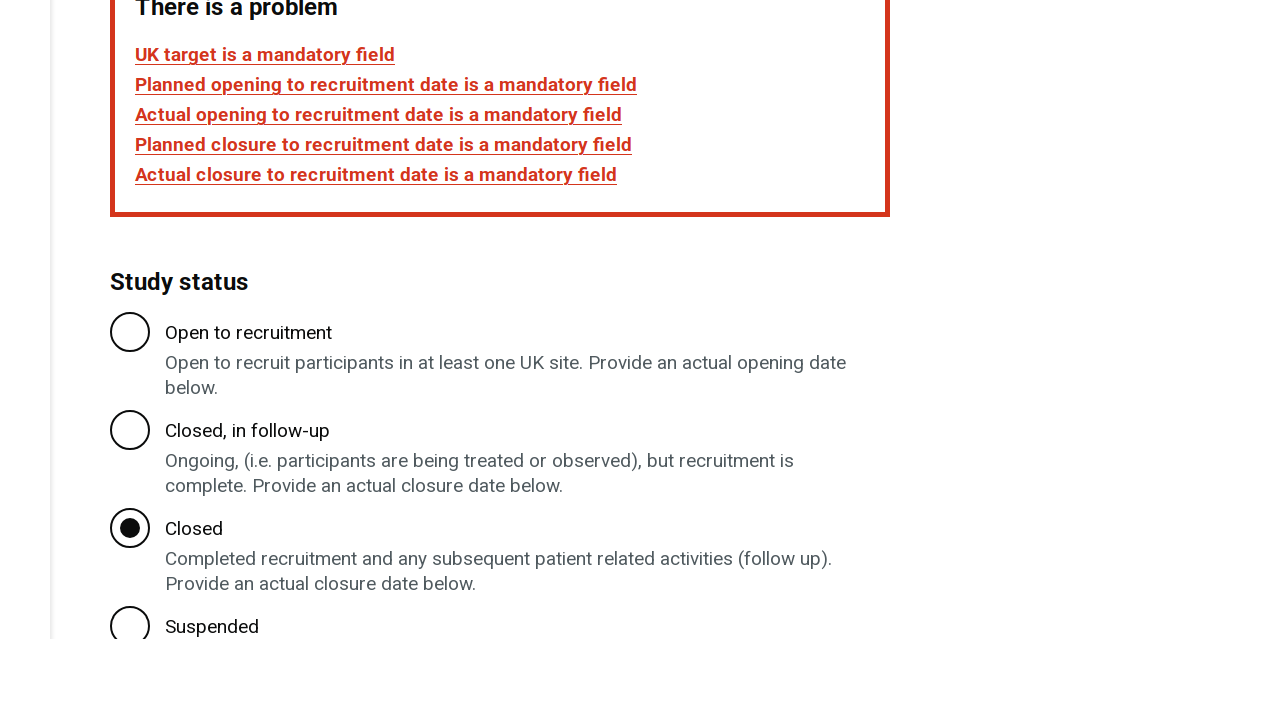 There is a problem
UK target is a mandatory field
Planned opening to recruitment date is a mandatory field
Actual opening to recruitment date is a mandatory field
Planned closure to recruitment date is a mandatory field
Actual closure to recruitment date is a mandatory field
Study status
Open to recruitment
Open to recruit participants in at least one UK site. Provide an actual opening date
below.
Closed, in follow-up
Ongoing, (i.e. participants are being treated or observed), but recruitment is
complete. Provide an actual closure date below.
Closed
Completed recruitment and any subsequent patient related activities (follow up).
Provide an actual closure date below.
Suspended